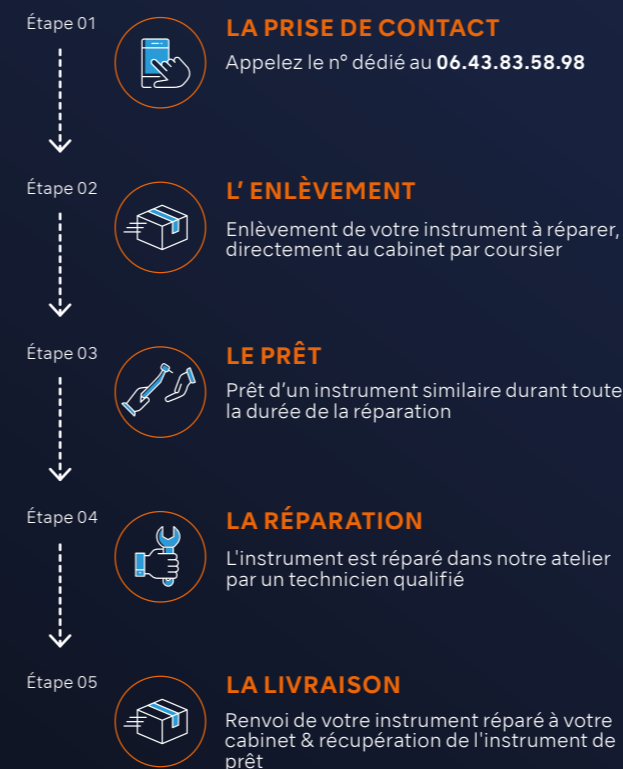 Étape 01
LA PRISE DE CONTACT
Appelez le n° dédié au 06.43.83.58.98
Étape 02
L' ENLÈVEMENT
Enlèvement de votre instrument à réparer,
directement au cabinet par coursier
Étape 03
LE PRÊT
Prêt d'un instrument similaire durant toute
la durée de la réparation
Étape 04
LA RÉPARATION
L'instrument est réparé dans notre atelier
par un technicien qualifié
Étape 05
LA LIVRAISON
Renvoi de votre instrument réparé à votre
cabinet & récupération de l'instrument de
prêt